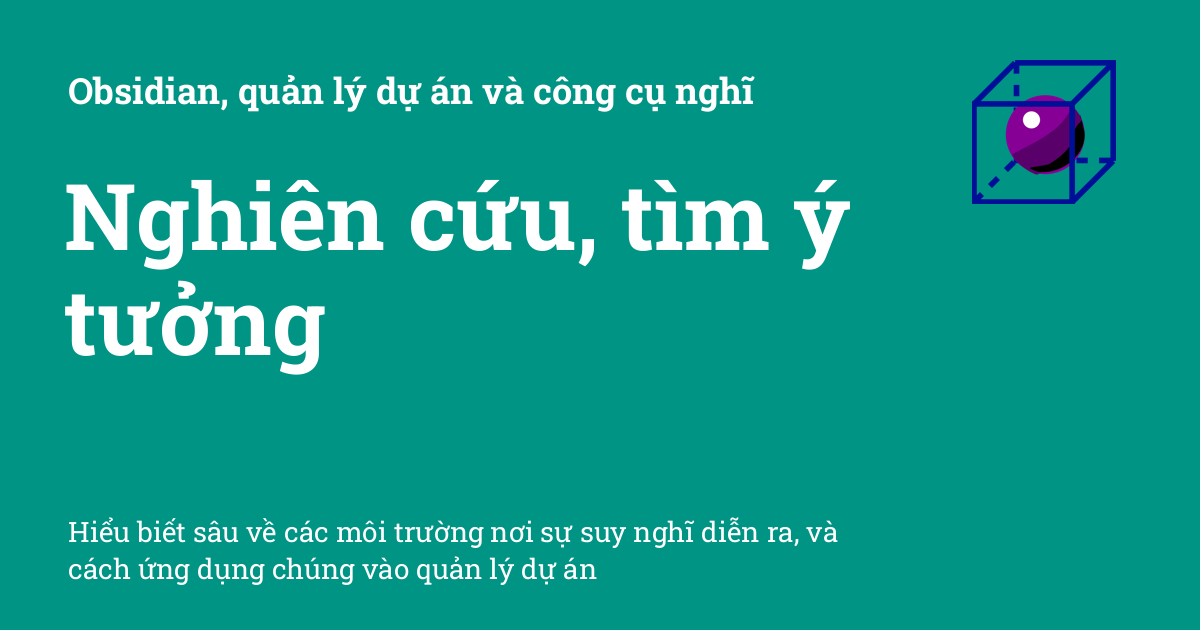 Obsidian, quản lý dự án và công cụ nghĩ
Nghiên cứu, tìm ý
tưởng
Hiểu biết sâu về các môi trường nơi sự suy nghĩ diễn ra, và
cách ứng dụng chúng vào quản lý dự án